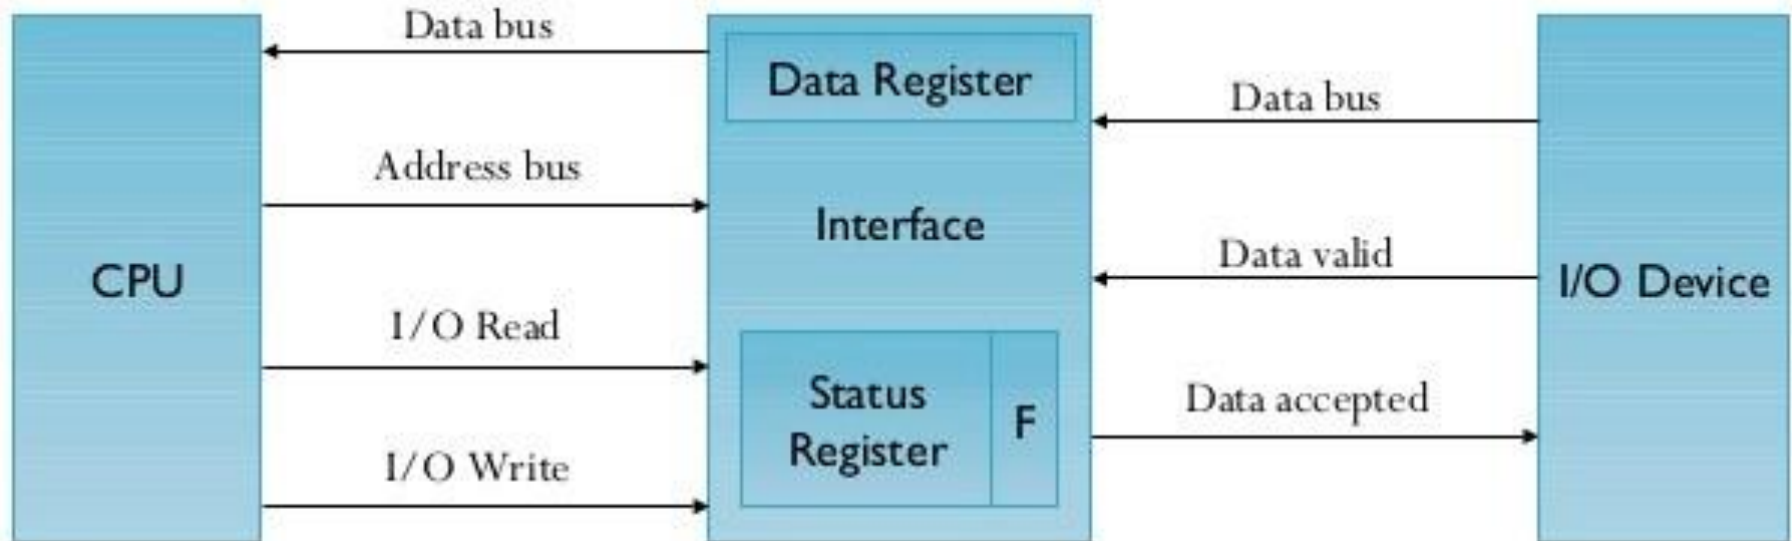 CPU
Data bus
Address bus
I/O Read
I/O Write
Data Register
Interface
Status
Register
F
Data bus
Data valid
Data accepted
I/O Device